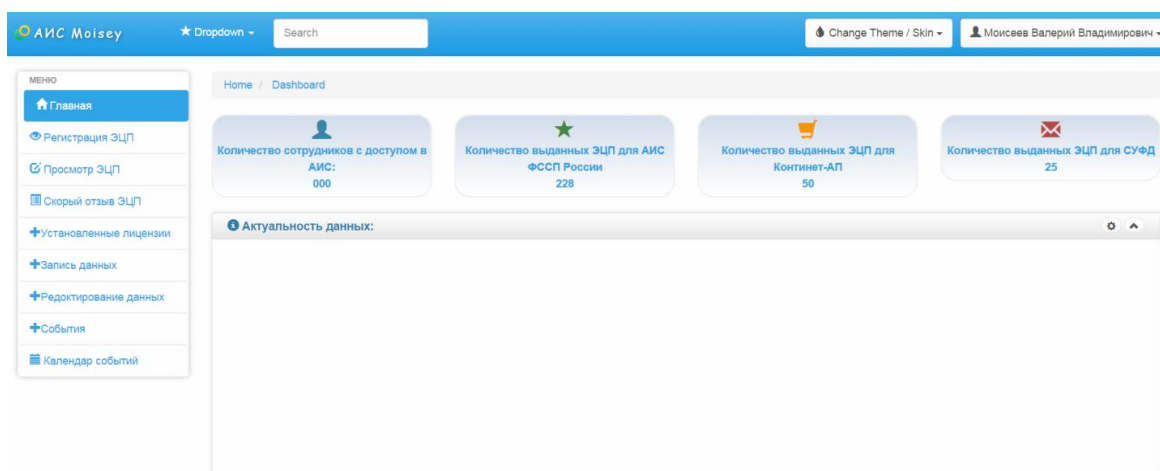 АИС Moisey
Dropdown
Search
Change Theme / Skin
Моисеев Валерий Владимирович
МЕНЮ
Главная
Регистрация ЭЦП
Просмотр ЭЦП
Скорый отзыв ЭЦП
Установленные лицензии
Запись данных
Редоктирование данных
События
Календар событий
Home / Dashboard
Количество сотрудников с доступом в
АИС:
000
Количество выданных ЭЦП для АИС
ФССП России
228
Количество выданных ЭЦП для
Континет-АП
50
Количество выданных ЭЦП для СУФД
25
Актуальность данных: